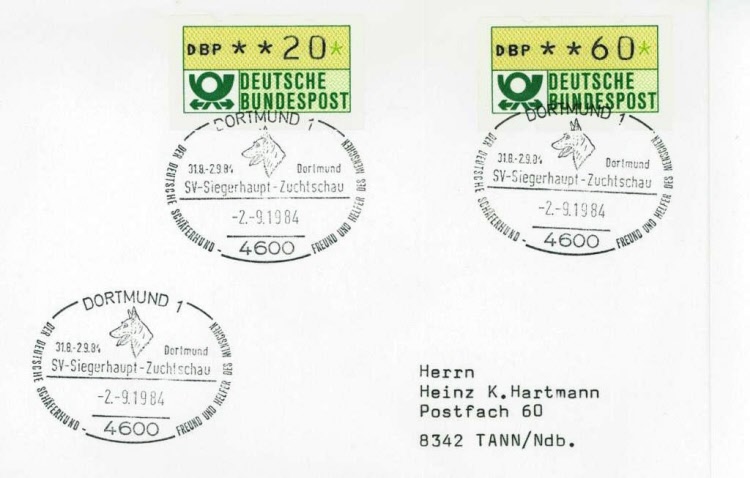 DBP **20*
DEUTSCHE
BUNDESPOST
DBP **60*
DEUTSCHE
BUNDESPOST
DORTMUND 1
31.8.-2.9.84 Dortmund
SV-Siegerhaupt-Zuchtschau
-2.-9.1984
4600
DER DEUTSCHE SCHÄFERHUND - FREUND UND HELFER DES MENSCHEN
DORTMUND 1
31.8.-2.9.84 Dortmund
SV-Siegerhaupt-Zuchtschau
-2.-9.1984
4600
DER DEUTSCHE SCHÄFERHUND - FREUND UND HELFER DES MENSCHEN
DORTMUND 1
31.8.-2.9.84 Dortmund
SV-Siegerhaupt-Zuchtschau
-2.-9.1984
4600
DER DEUTSCHE SCHÄFERHUND - FREUND UND HELFER DES MENSCHEN
Herrn
Heinz K.Hartmann
Postfach 60
8342 TANN/Ndb.